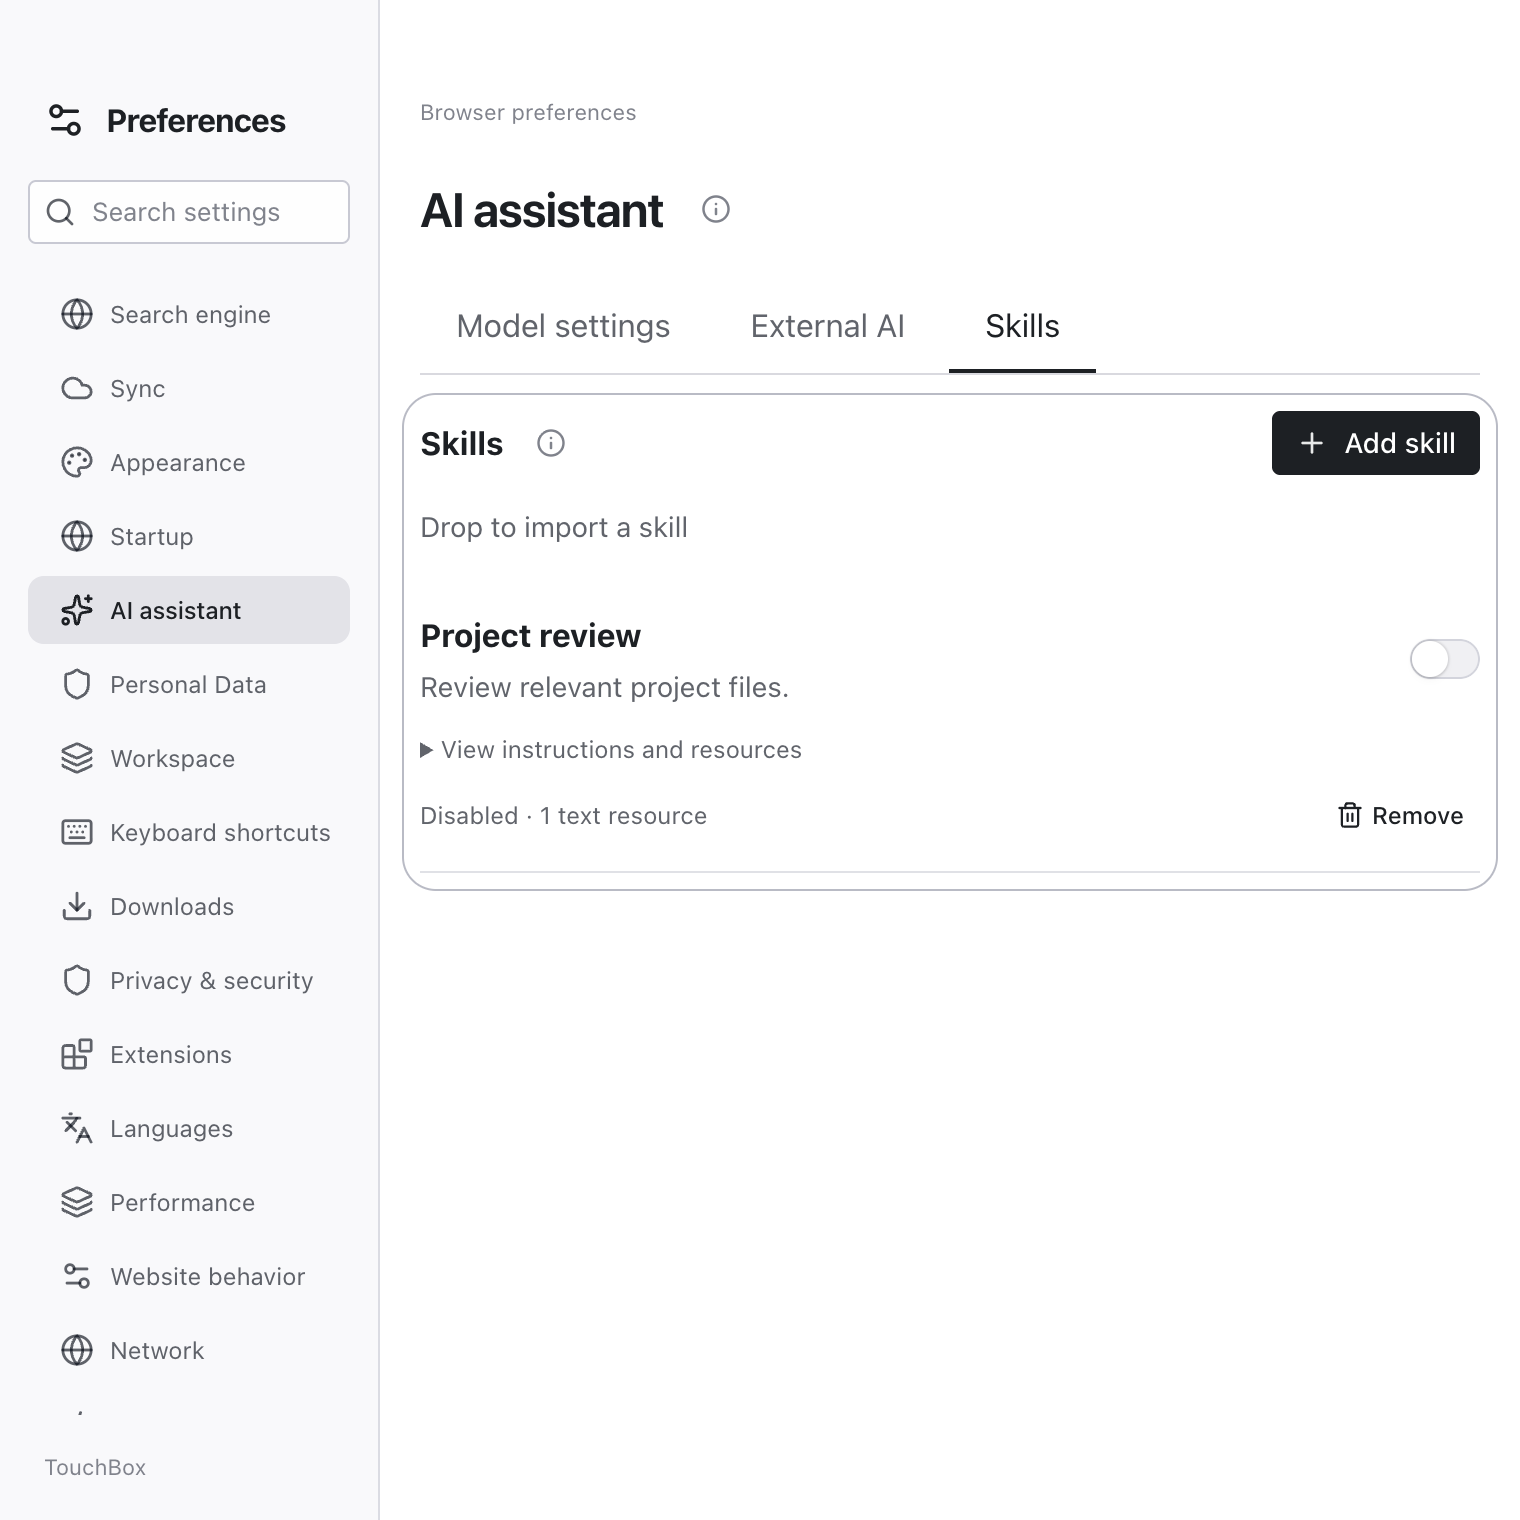 Preferences
Search settings
Search engine
Sync
Appearance
Startup
AI assistant
Personal Data
Workspace
Keyboard shortcuts
Downloads
Privacy & security
Extensions
Languages
Performance
Website behavior
Network
TouchBox
Browser preferences
AI assistant
Model settings External AI Skills
Skills
Add skill
Drop to import a skill
Project review
Review relevant project files.
View instructions and resources
Disabled · 1 text resource
Remove